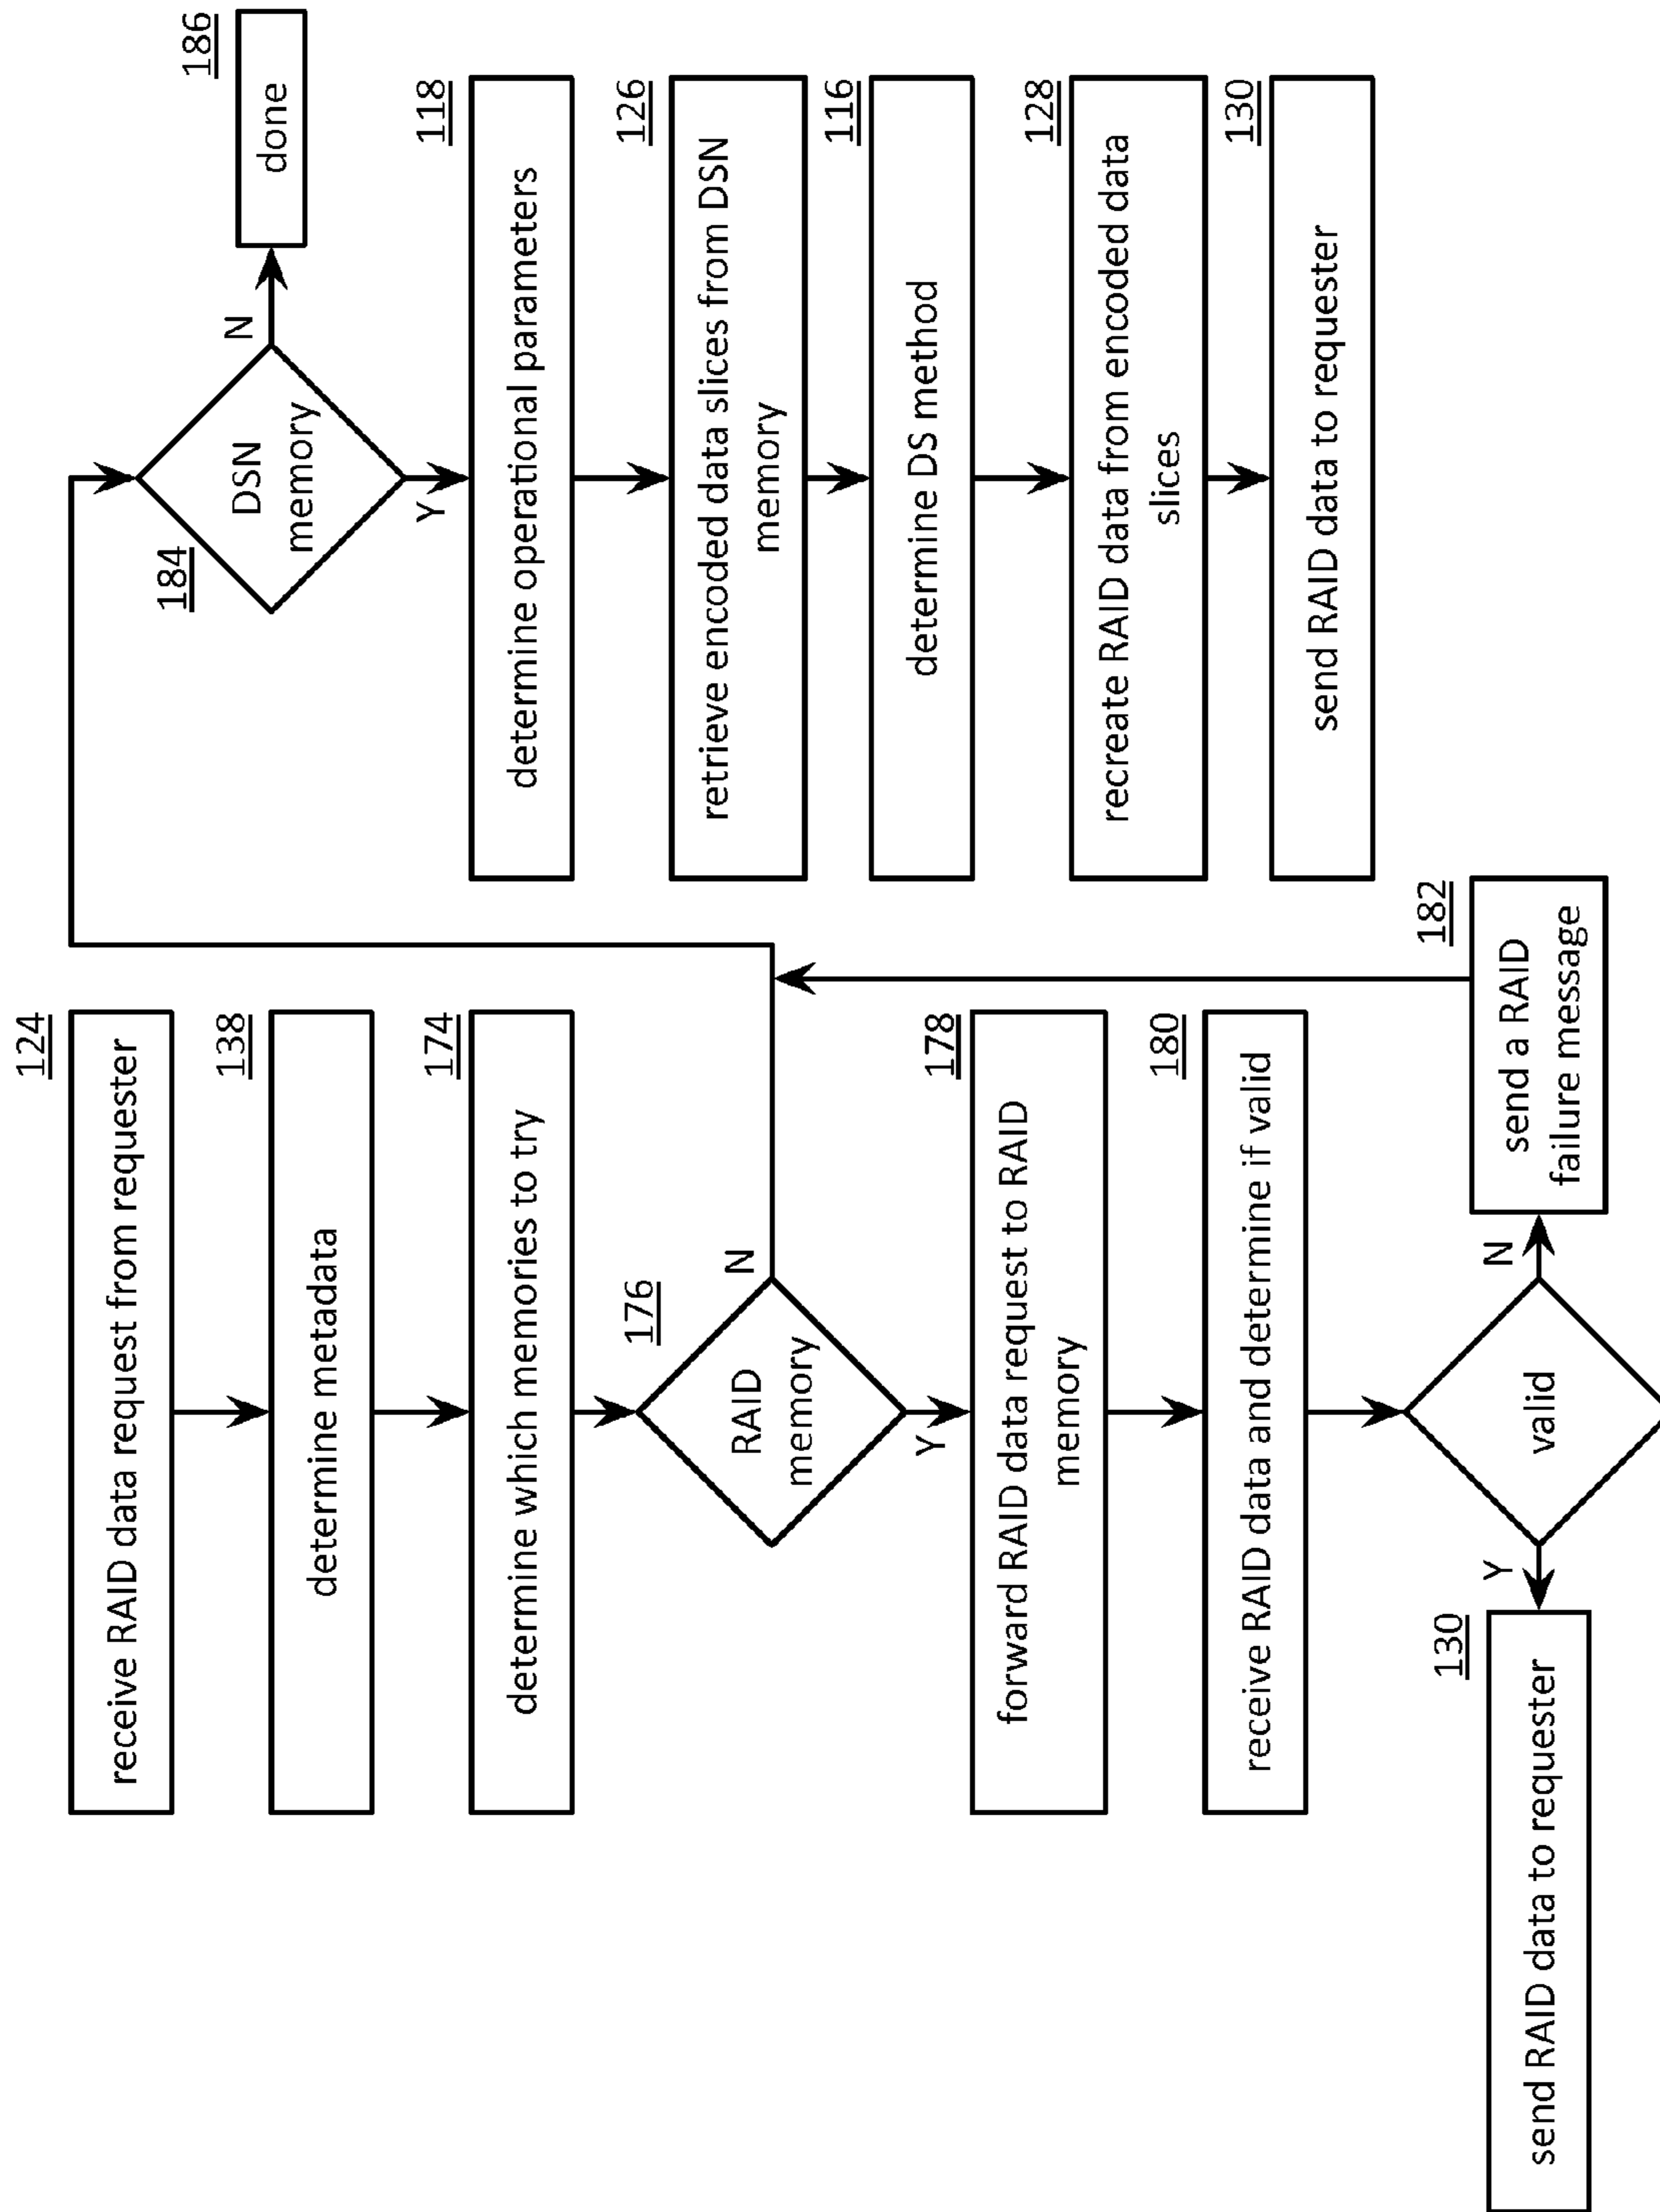 124
receive RAID data request from requester
138
determine metadata
174
determine which memories to try
176
RAID
memory
N
Y
178
forward RAID data request to RAID
memory
180
receive RAID data and determine if valid
valid
Y
N
130
send RAID data to requester
182
send a RAID
failure message
184
DSN
memory
N
Y
186
done
118
determine operational parameters
126
retrieve encoded data slices from DSN
memory
116
determine DS method
128
recreate RAID data from encoded data
slices
130
send RAID data to requester